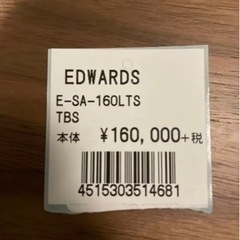 EDWARDS
E-SA-160LTS
TBS
本体 ¥160,000+税
4515303514681